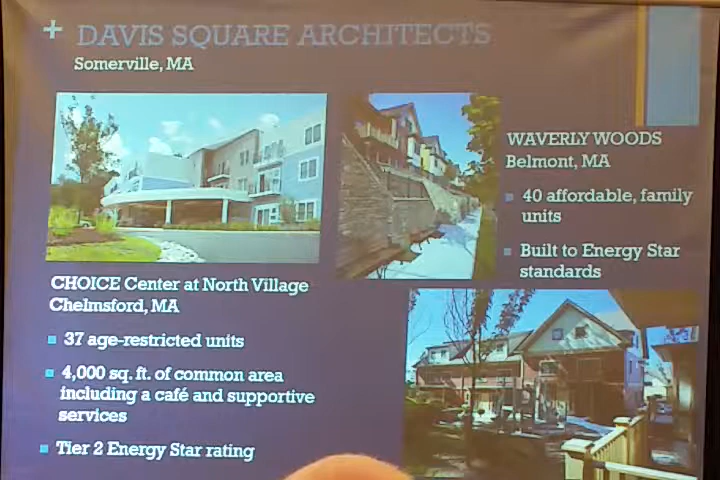 + DAVIS SQUARE ARCHITECTS
Somerville, MA
WAVERLY WOODS
Belmont, MA
40 affordable, family
units
Built to Energy Star
standards
CHOICE Center at North Village
Chelmsford, MA
37 age-restricted units
4,000 sq. ft. of common area
including a café and supportive
services
Tier 2 Energy Star rating